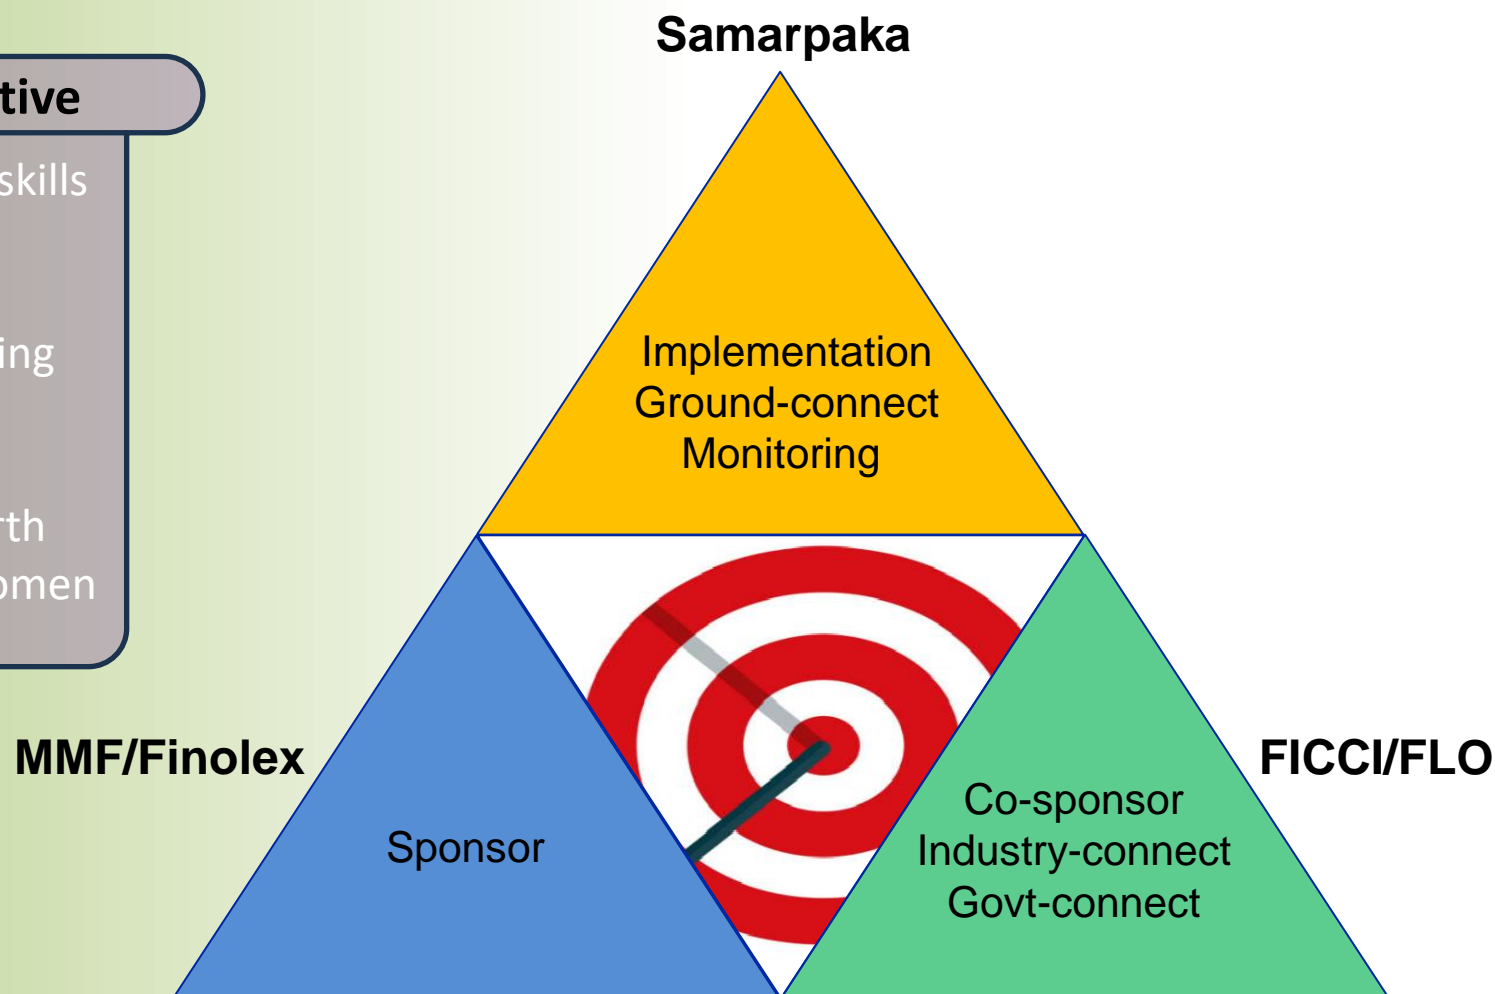 Samarpaka
tive
skills
ing
rth
omen
Implementation
Ground-connect
Monitoring
MMF/Finolex
FICCI/FLO
Sponsor
Co-sponsor
Industry-connect
Govt-connect